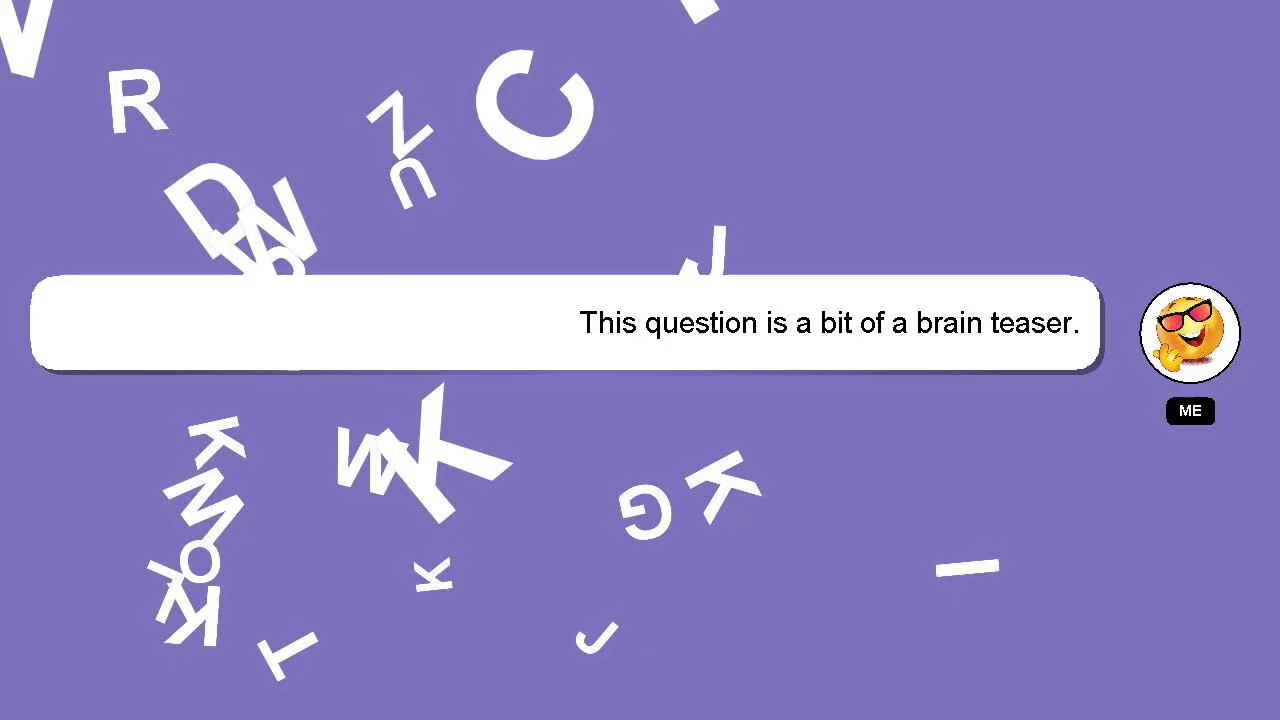 V
R
N
C
U
D
W
J
This question is a bit of a brain teaser.
ME
K
W
K
K
G
M
O
K
K
I
T
J